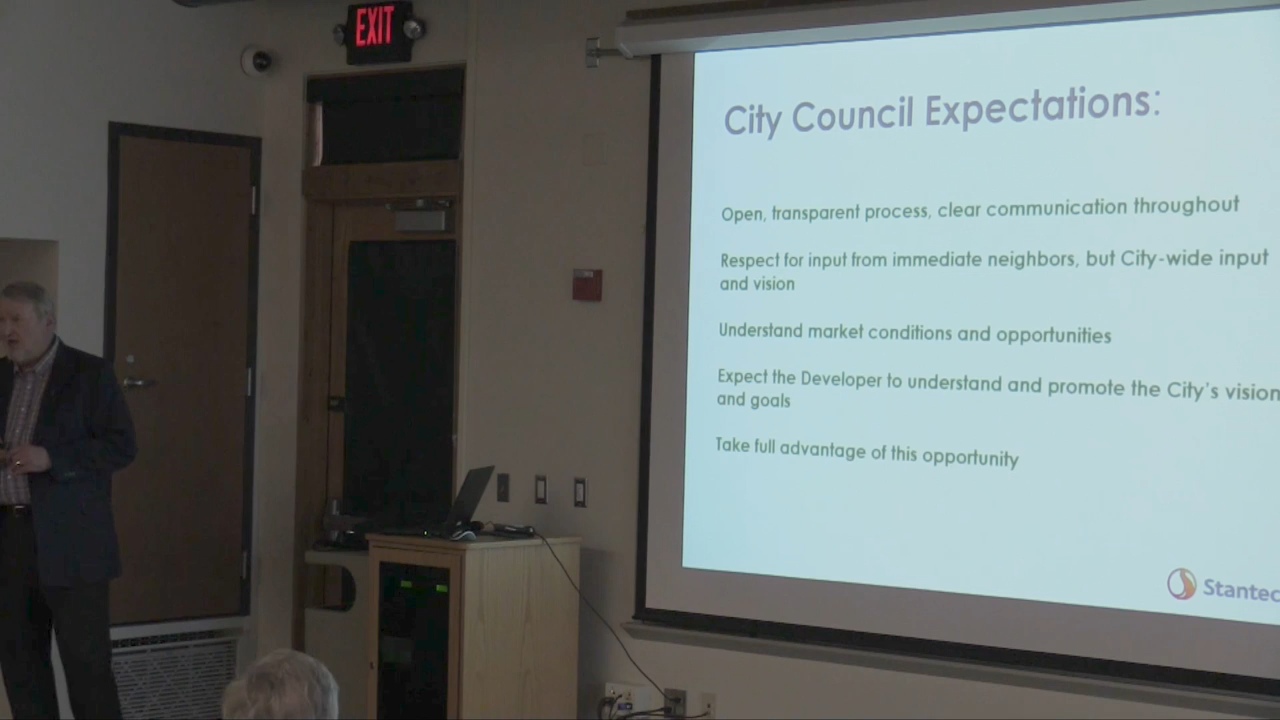 EXIT
City Council Expectations:
Open, transparent process, clear communication throughout
Respect for input from immediate neighbors, but City-wide input
and vision
Understand market conditions and opportunities
Expect the Developer to understand and promote the City's vision
and goals
Take full advantage of this opportunity
Stantec